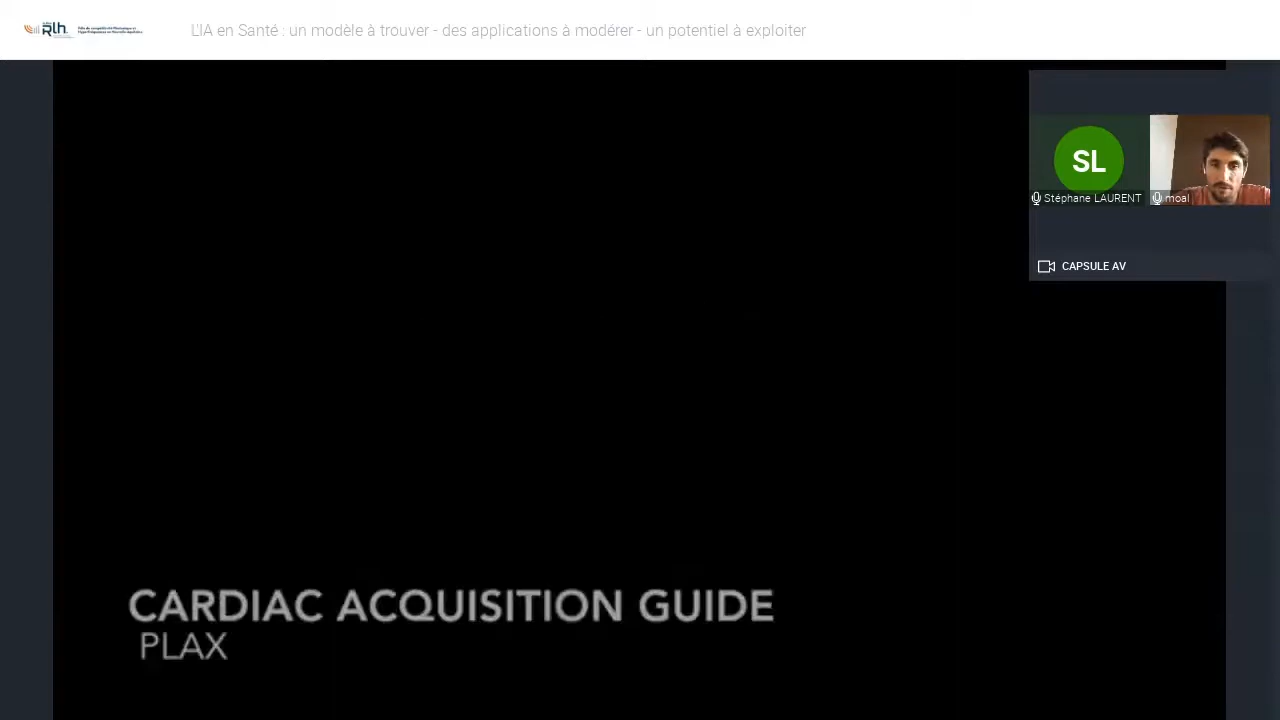 Rlh
L'IA en Santé : un modèle à trouver - des applications à modérer - un potentiel à exploiter
SL
Stéphane LAURENT
moal
CAPSULE AV
CARDIAC ACQUISITION GUIDE
PLAX